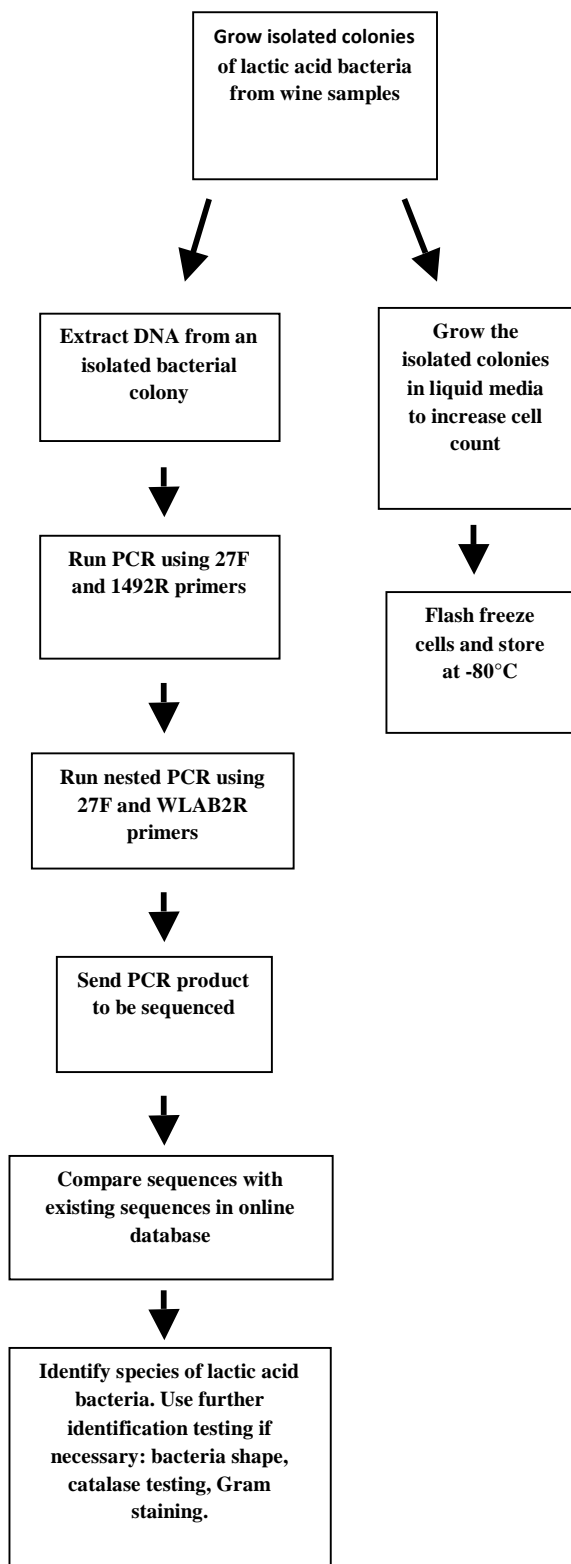 Grow isolated colonies
of lactic acid bacteria
from wine samples
Extract DNA from an
isolated bacterial
colony
Grow the
isolated colonies
in liquid media
to increase cell
count
Run PCR using 27F
and 1492R primers
Flash freeze
cells and store
at -80°C
Run nested PCR using
27F and WLAB2R
primers
Send PCR product
to be sequenced
Compare sequences with
existing sequences in online
database
Identify species of lactic acid
bacteria. Use further
identification testing if
necessary: bacteria shape,
catalase testing, Gram
staining.